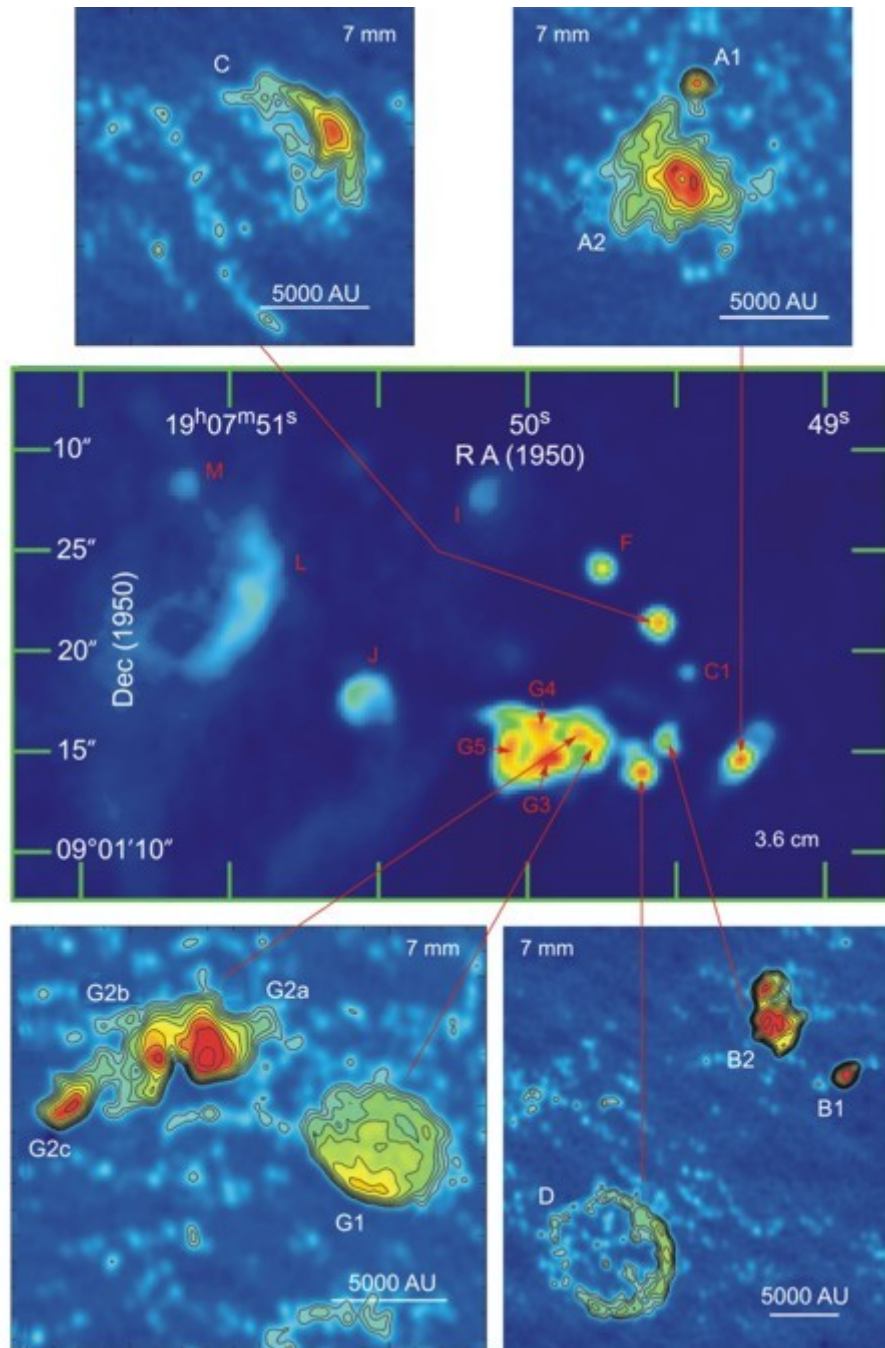 7 mm
C
5000 AU
7 mm
A1
A2
5000 AU
19h07m51s
50s
49s
R A (1950)
10″
M
I
F
25″
L
Dec (1950)
20″
C1
J
G4
15″
G5
G3
09°01′10″
3.6 cm
7 mm
G2b
G2a
G2c
G1
5000 AU
7 mm
B2
B1
D
5000 AU